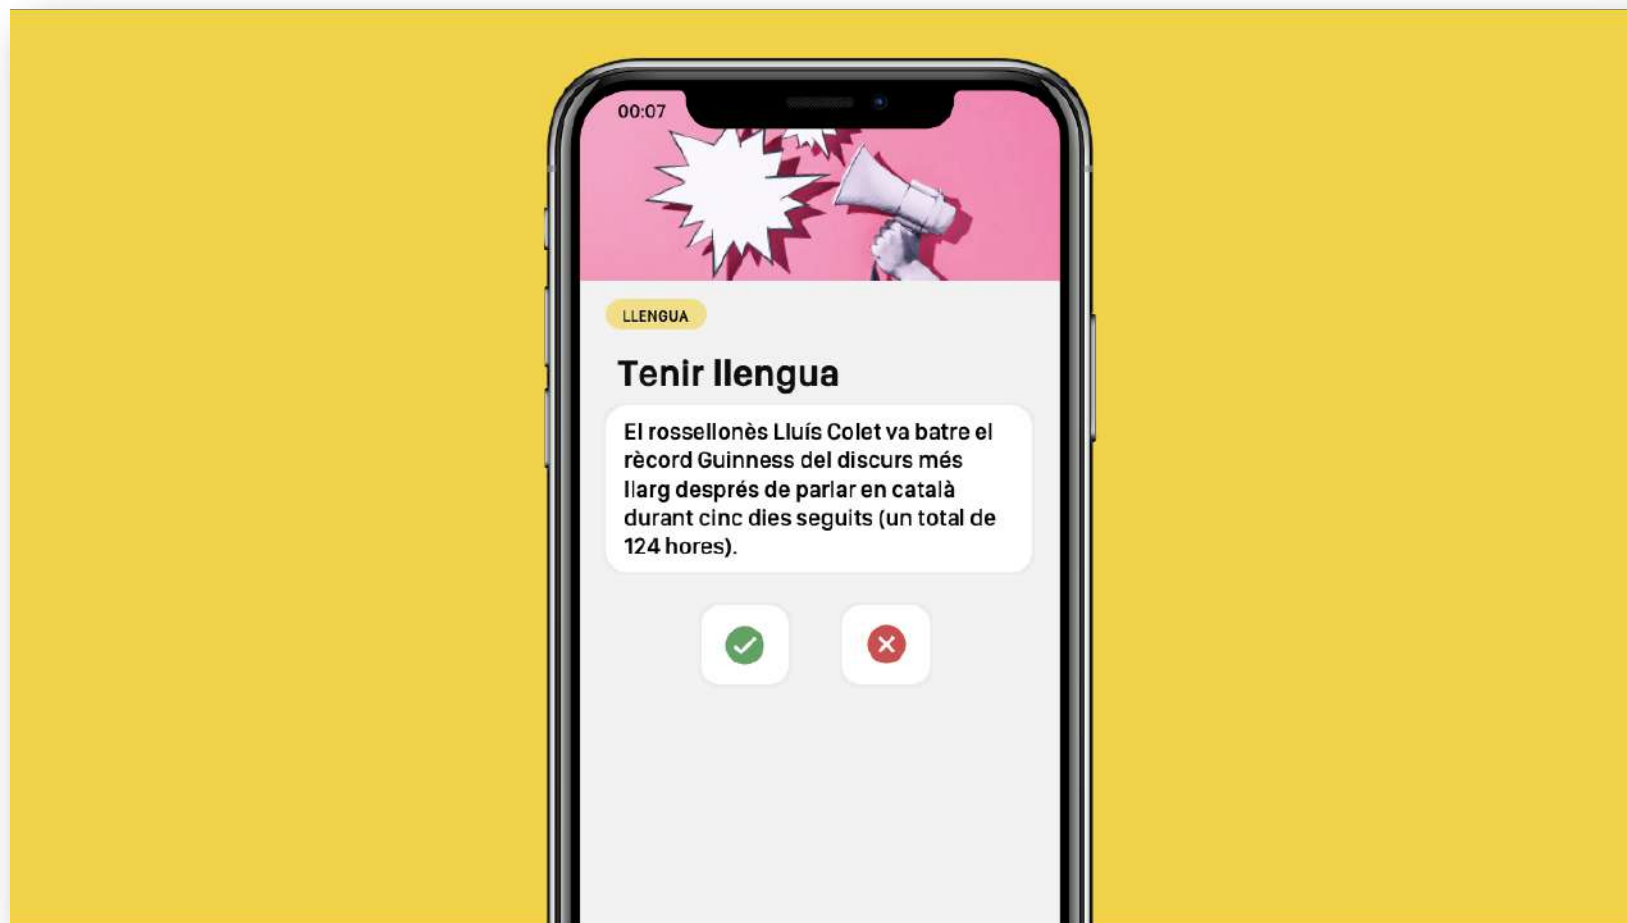 00:07
LLENGUA
Tenir llengua
El rossellonès Lluís Colet va batre el
rècord Guinness del discurs més
llarg després de parlar en català
durant cinc dies seguits (un total de
124 hores).